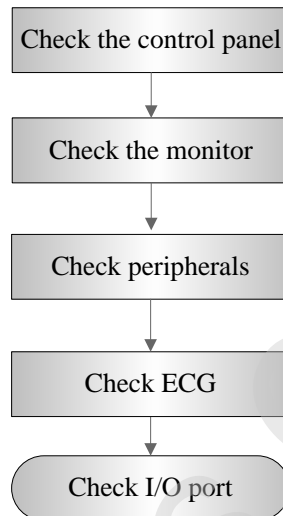 Check the control panel
Check the monitor
Check peripherals
Check ECG
Check I/O port